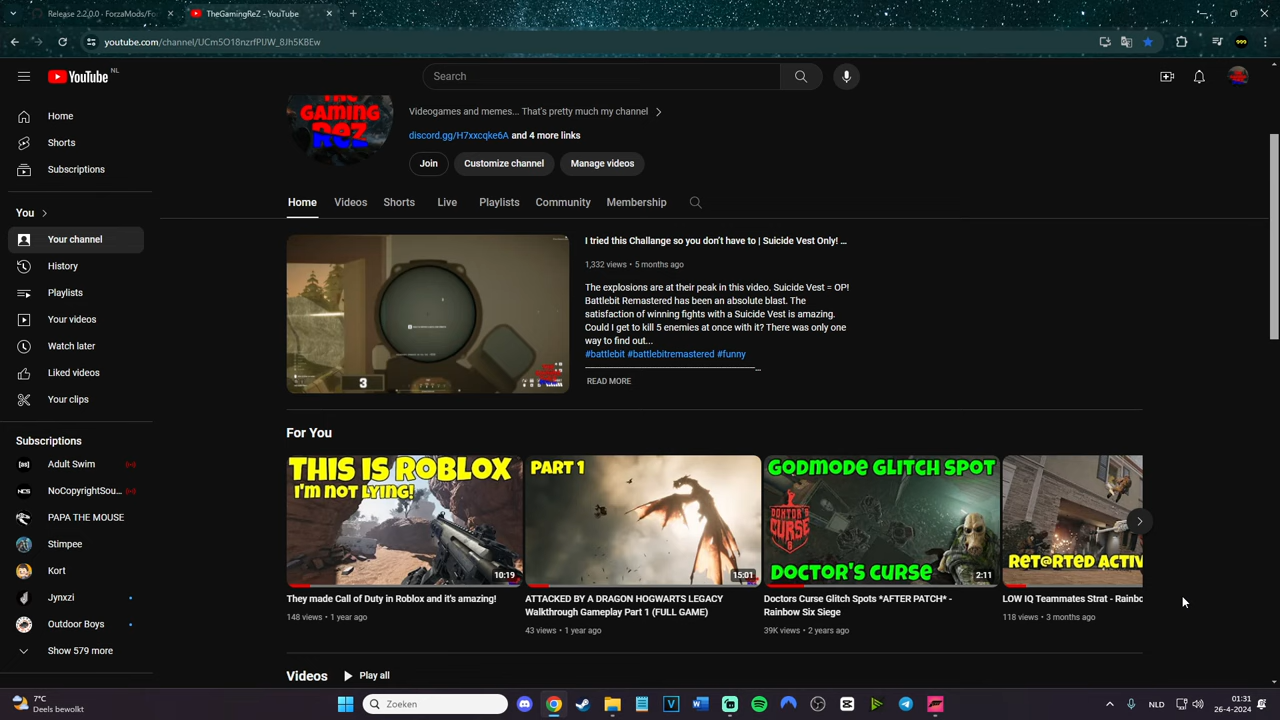 Release 2.2.0.0 · ForzaMods/Fo
TheGamingReZ - YouTube
youtube.com/channel/UCm5O18nzrfPlJW_8Jh5KBEw
999
YouTube NL
Search
Home
Shorts
Subscriptions
You
Your channel
History
Playlists
Your videos
Watch later
Liked videos
Your clips
Subscriptions
Adult Swim
NoCopyrightSou...
PAPA THE MOUSE
Stimpee
Kort
Jynxzi
Outdoor Boys
Show 579 more
THE
GAMING
ReZ
Videogames and memes... That's pretty much my channel
discord.gg/H7xxcqke6A and 4 more links
Join
Customize channel
Manage videos
Home
Videos
Shorts
Live
Playlists
Community
Membership
3
I tried this Challange so you don't have to | Suicide Vest Only! ...
1,332 views • 5 months ago
The explosions are at their peak in this video. Suicide Vest = OP!
Battlebit Remastered has been an absolute blast. The
satisfaction of winning fights with a Suicide Vest is amazing.
Could I get to kill 5 enemies at once with it? There was only one
way to find out...
#battlebit #battlebitremastered #funny
READ MORE
For You
THIS IS ROBLOX
I'M NOT LYING!
10:19
They made Call of Duty in Roblox and it's amazing!
148 views • 1 year ago
PART 1
15:01
ATTACKED BY A DRAGON HOGWARTS LEGACY
Walkthrough Gameplay Part 1 (FULL GAME)
43 views • 1 year ago
GODMODE GLITCH SPOT
DOKTOR'S
CURSE
DOCTOR'S CURSE
2:11
Doctors Curse Glitch Spots *AFTER PATCH* -
Rainbow Six Siege
39K views • 2 years ago
RET@RTED ACTIV
LOW IQ Teammates Strat - Rainbo
118 views • 3 months ago
Videos
Play all
7°C
Deels bewolkt
Zoeken
NLD
01:31
26-4-2024